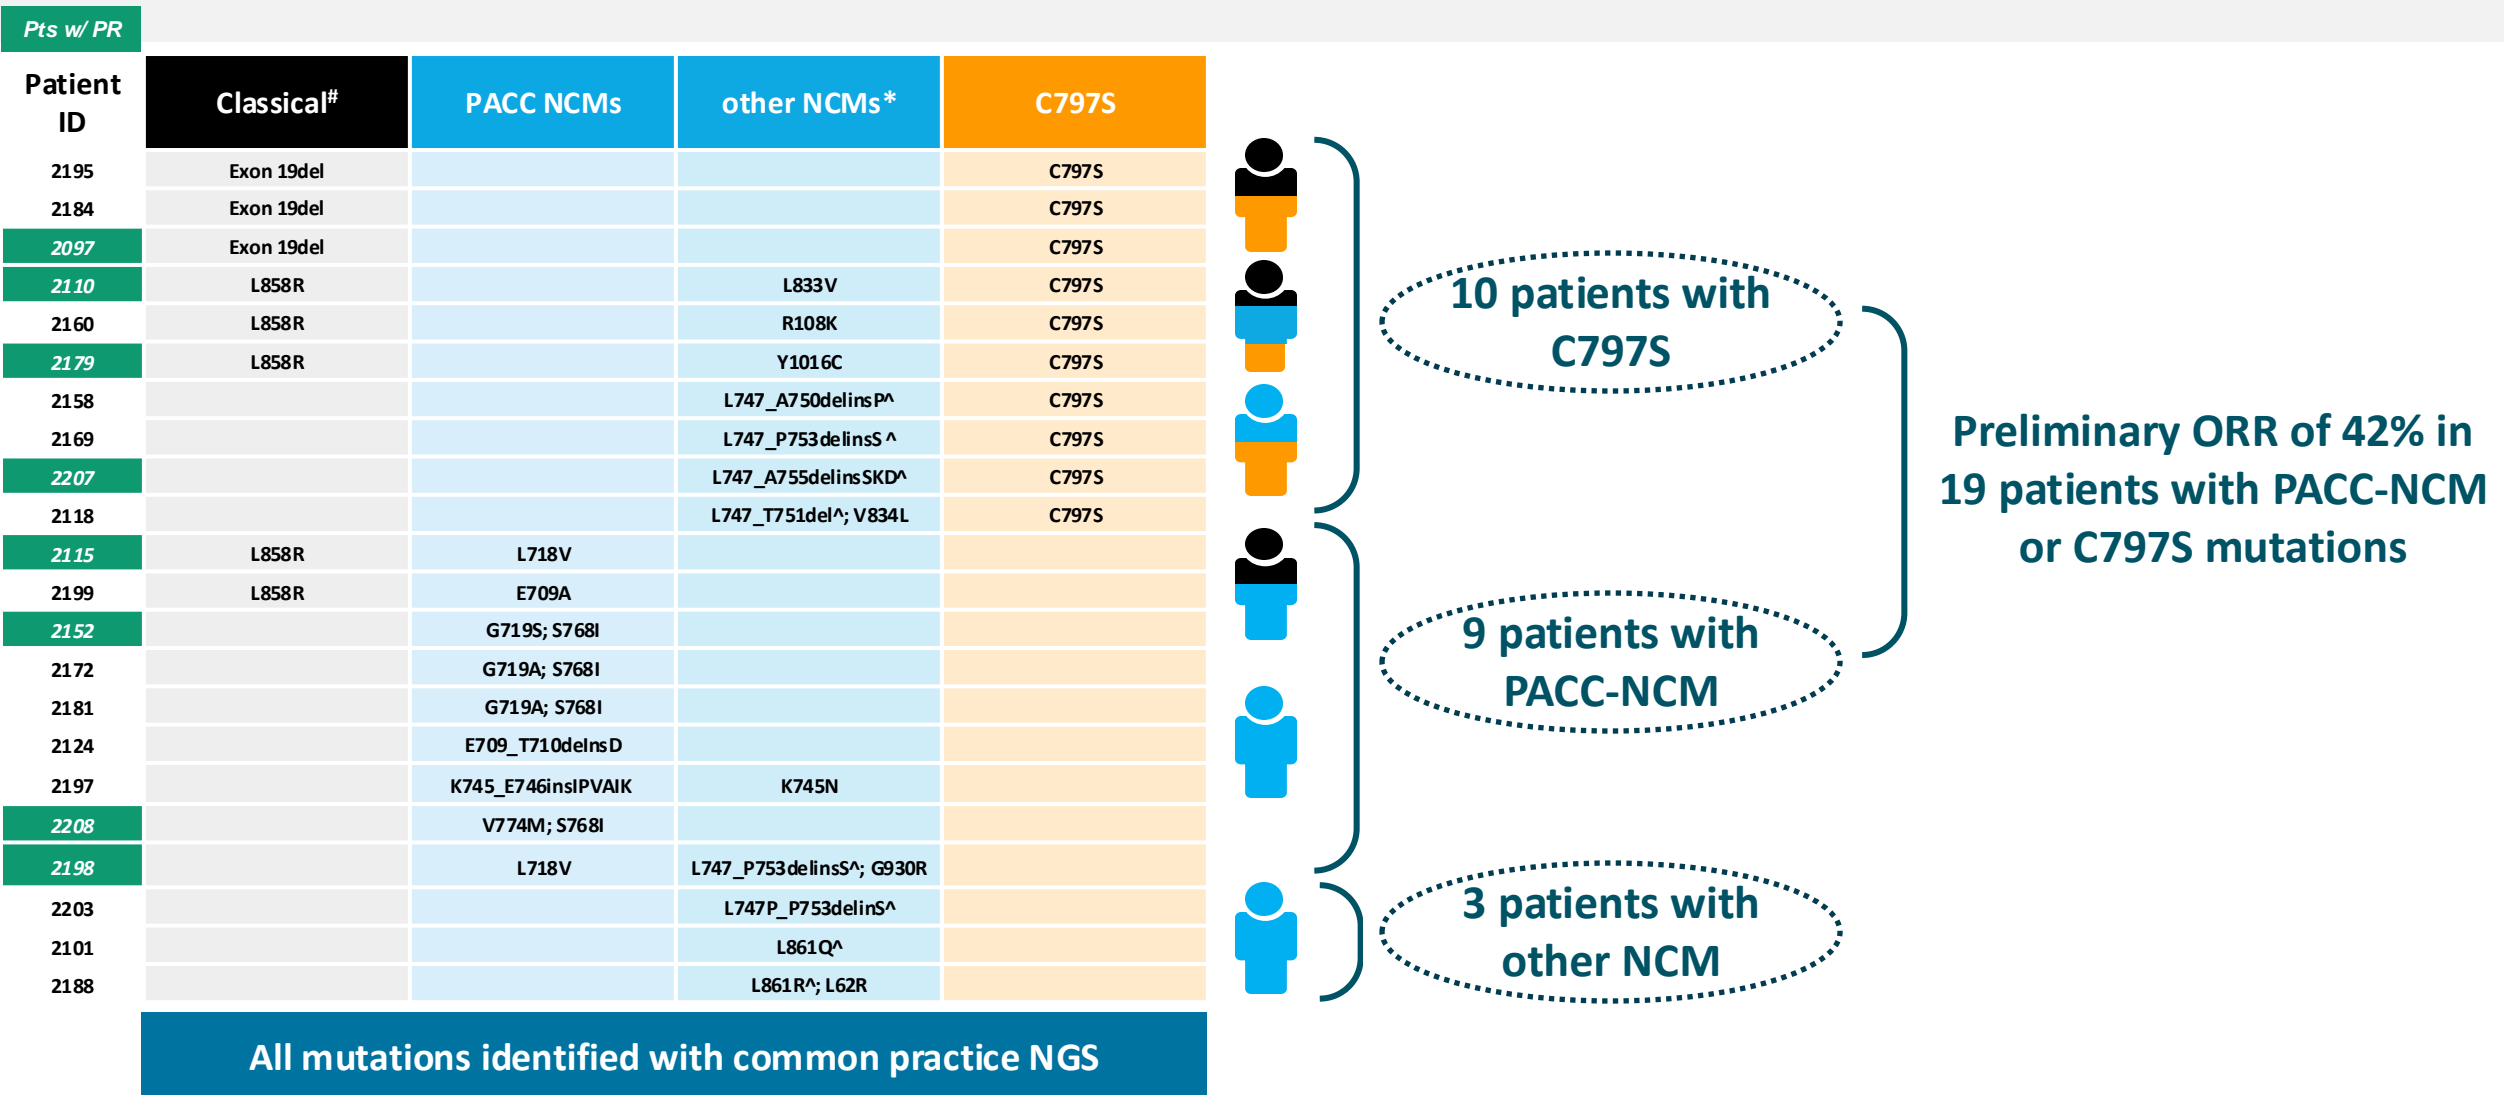 Pts w/ PR
Patient ID Classical# PACC NCMs other NCMs* C797S
2195 Exon 19del C797S
2184 Exon 19del C797S
2097 Exon 19del C797S
2110 L858R L833V C797S
2160 L858R R108K C797S
2179 L858R Y1016C C797S
2158 L747_A750delinsP^ C797S
2169 L747_P753delinsS ^ C797S
2207 L747_A755delinsSKD^ C797S
2118 L747_T751del^; V834L C797S
2115 L858R L718V
2199 L858R E709A
2152 G719S; S768I
2172 G719A; S768I
2181 G719A; S768I
2124 E709_T710delnsD
2197 K745_E746insIPVAIK K745N
2208 V774M; S768I
2198 L718V L747_P753delinsS^; G930R
2203 L747P_P753delinS^
2101 L861Q^
2188 L861R^; L62R
All mutations identified with common practice NGS
10 patients with
C797S
9 patients with
PACC-NCM
3 patients with
other NCM
Preliminary ORR of 42% in
19 patients with PACC-NCM
or C797S mutations